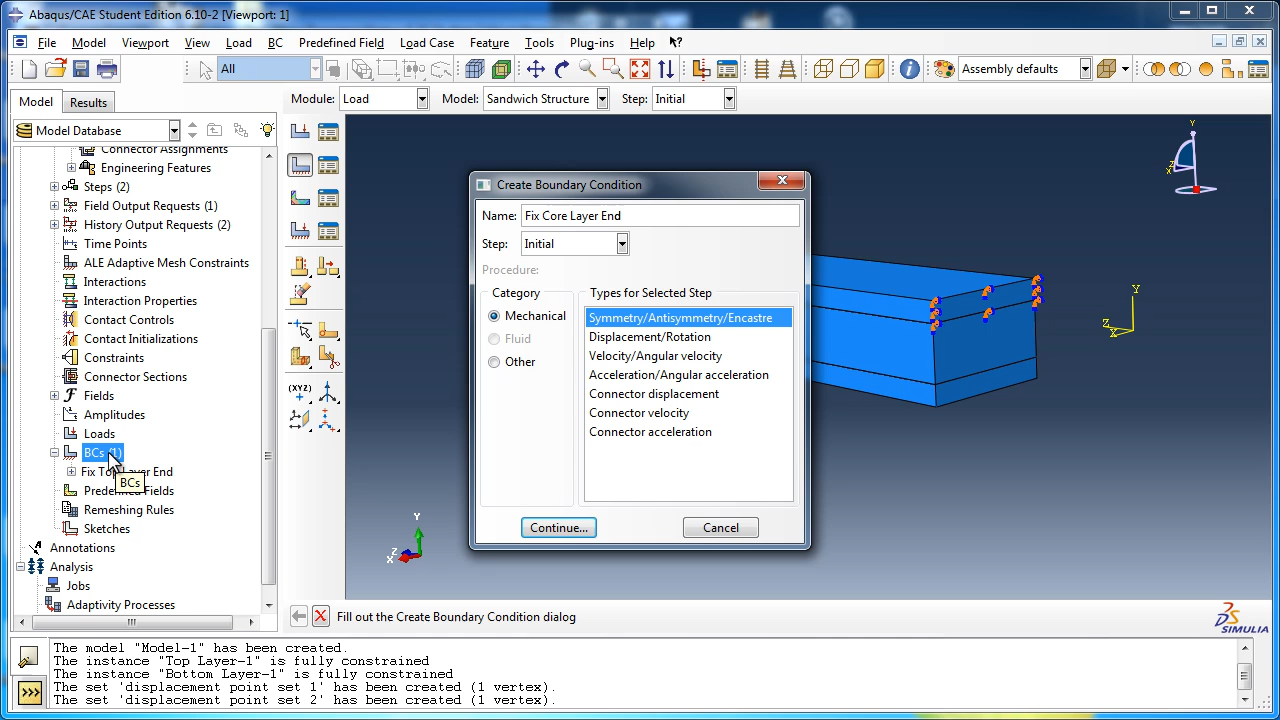 Abaqus/CAE Student Edition 6.10-2 [Viewport: 1]
File Model Viewport View Load BC Predefined Field Load Case Feature Tools Plug-ins Help
All
Assembly defaults
Model Results
Module: Load Model: Sandwich Structure Step: Initial
Model Database
Connector Assignments
Engineering Features
Steps (2)
Field Output Requests (1)
History Output Requests (2)
Time Points
ALE Adaptive Mesh Constraints
Interactions
Interaction Properties
Contact Controls
Contact Initializations
Constraints
Connector Sections
Fields
Amplitudes
Loads
BCs (1)
Fix Top Layer End
BCs
Predefined Fields
Remeshing Rules
Sketches
Annotations
Analysis
Jobs
Adaptivity Processes
(XYZ)
Create Boundary Condition
Name: Fix Core Layer End
Step: Initial
Procedure:
Category
Mechanical
Fluid
Other
Types for Selected Step
Symmetry/Antisymmetry/Encastre
Displacement/Rotation
Velocity/Angular velocity
Acceleration/Angular acceleration
Connector displacement
Connector velocity
Connector acceleration
Continue... Cancel
Y
Z
X
Y
Z
X
Y
Z
X
Fill out the Create Boundary Condition dialog
SIMULIA
The model "Model-1" has been created.
The instance "Top Layer-1" is fully constrained
The instance "Bottom Layer-1" is fully constrained
The set 'displacement point set 1' has been created (1 vertex).
The set 'displacement point set 2' has been created (1 vertex).
>>>